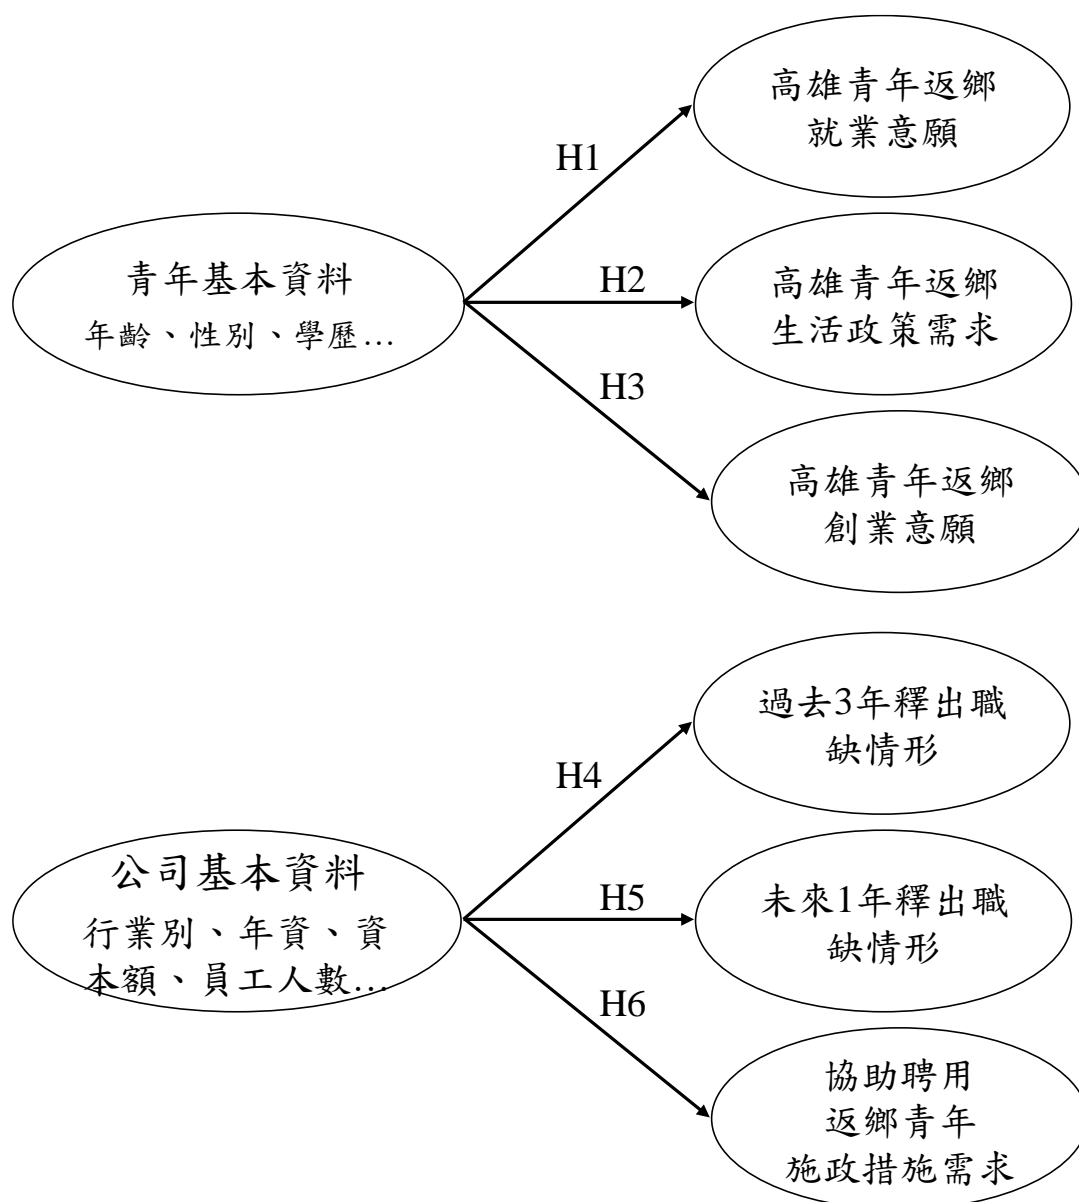 高雄青年返鄉
就業意願
H1
青年基本資料
年齡、性別、學歷…
H2
高雄青年返鄉
生活政策需求
H3
高雄青年返鄉
創業意願
過去3年釋出職
缺情形
H4
公司基本資料
行業別、年資、資
本額、員工人數…
H5
未來1年釋出職
缺情形
H6
協助聘用
返鄉青年
施政措施需求